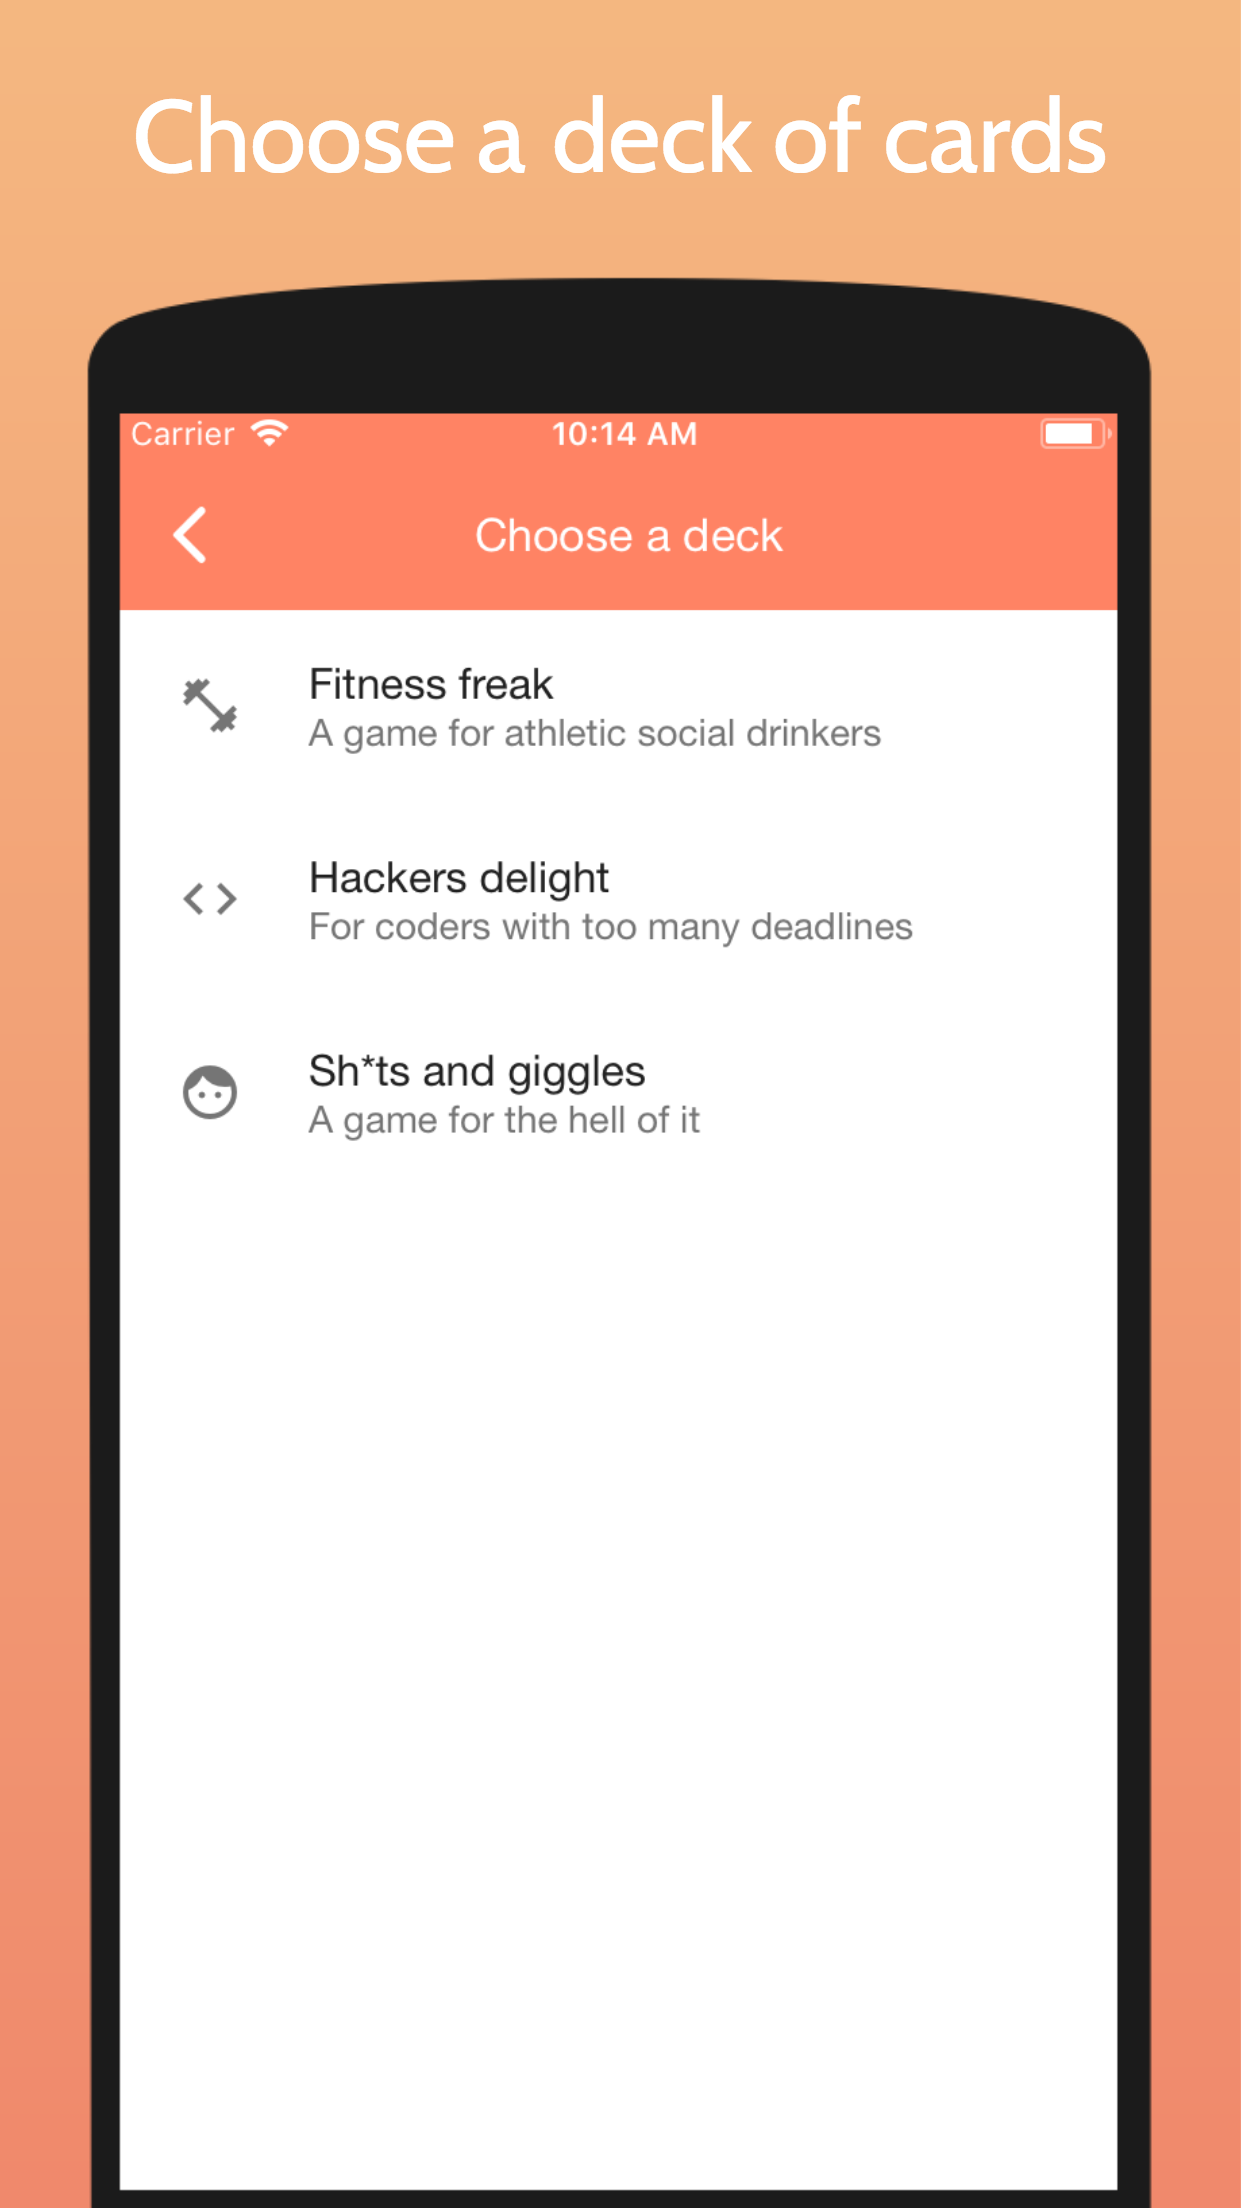 Choose a deck of cards
Carrier 10:14 AM
Choose a deck
Fitness freak
A game for athletic social drinkers
Hackers delight
For coders with too many deadlines
Sh*ts and giggles
A game for the hell of it